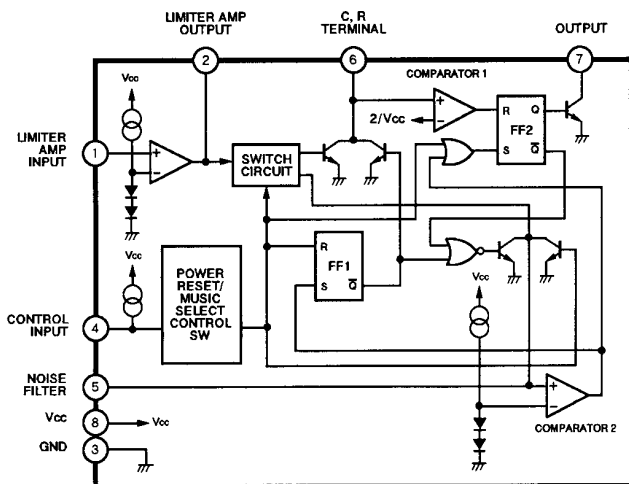 LIMITER AMP
OUTPUT
C, R
TERMINAL
OUTPUT
2
6
7
Vcc
COMPARATOR 1
+
−
2/Vcc
R
Q
FF2
S
Q
LIMITER
AMP
INPUT
1
+
−
SWITCH
CIRCUIT
Vcc
R
FF1
S
Q
Vcc
POWER
RESET/
MUSIC
SELECT
CONTROL
SW
CONTROL
INPUT
4
NOISE
FILTER
5
+
−
COMPARATOR 2
Vcc
8
Vcc
GND
3